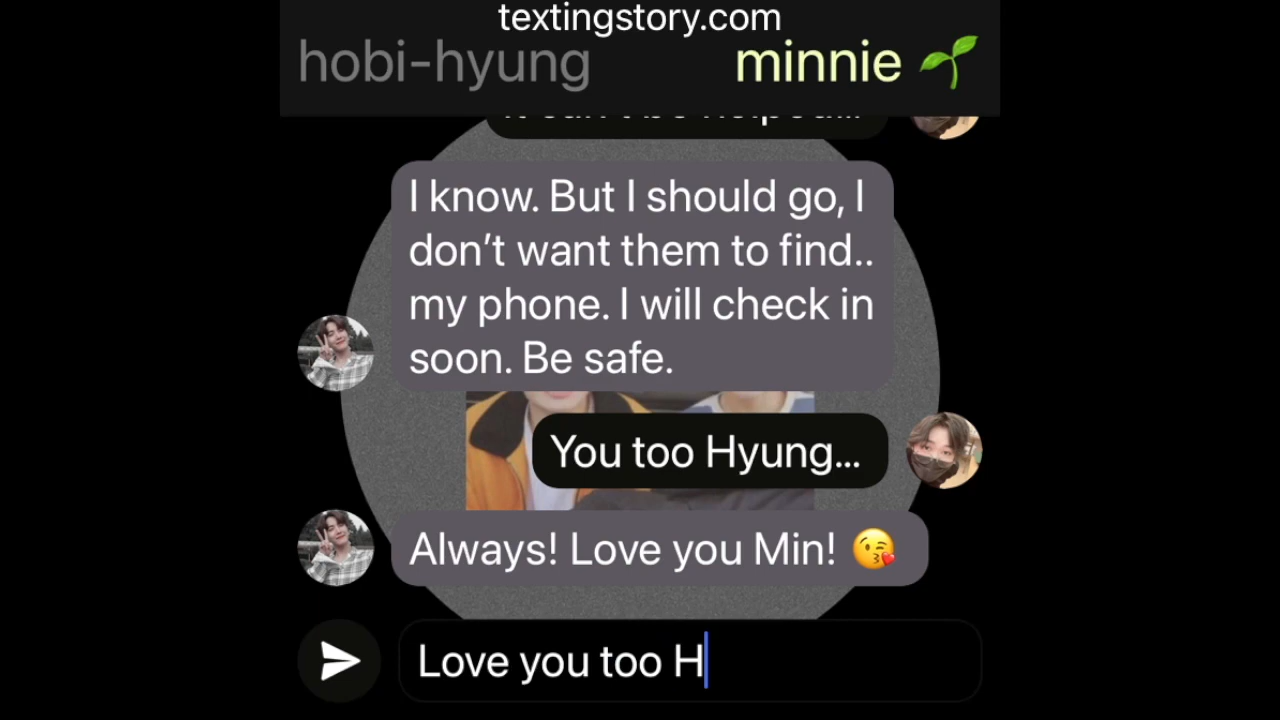 textingstory.com
hobi-hyung minnie 🌱
I know. But I should go, I
don’t want them to find..
my phone. I will check in
soon. Be safe.
You too Hyung...
Always! Love you Min! 😘
Love you too H